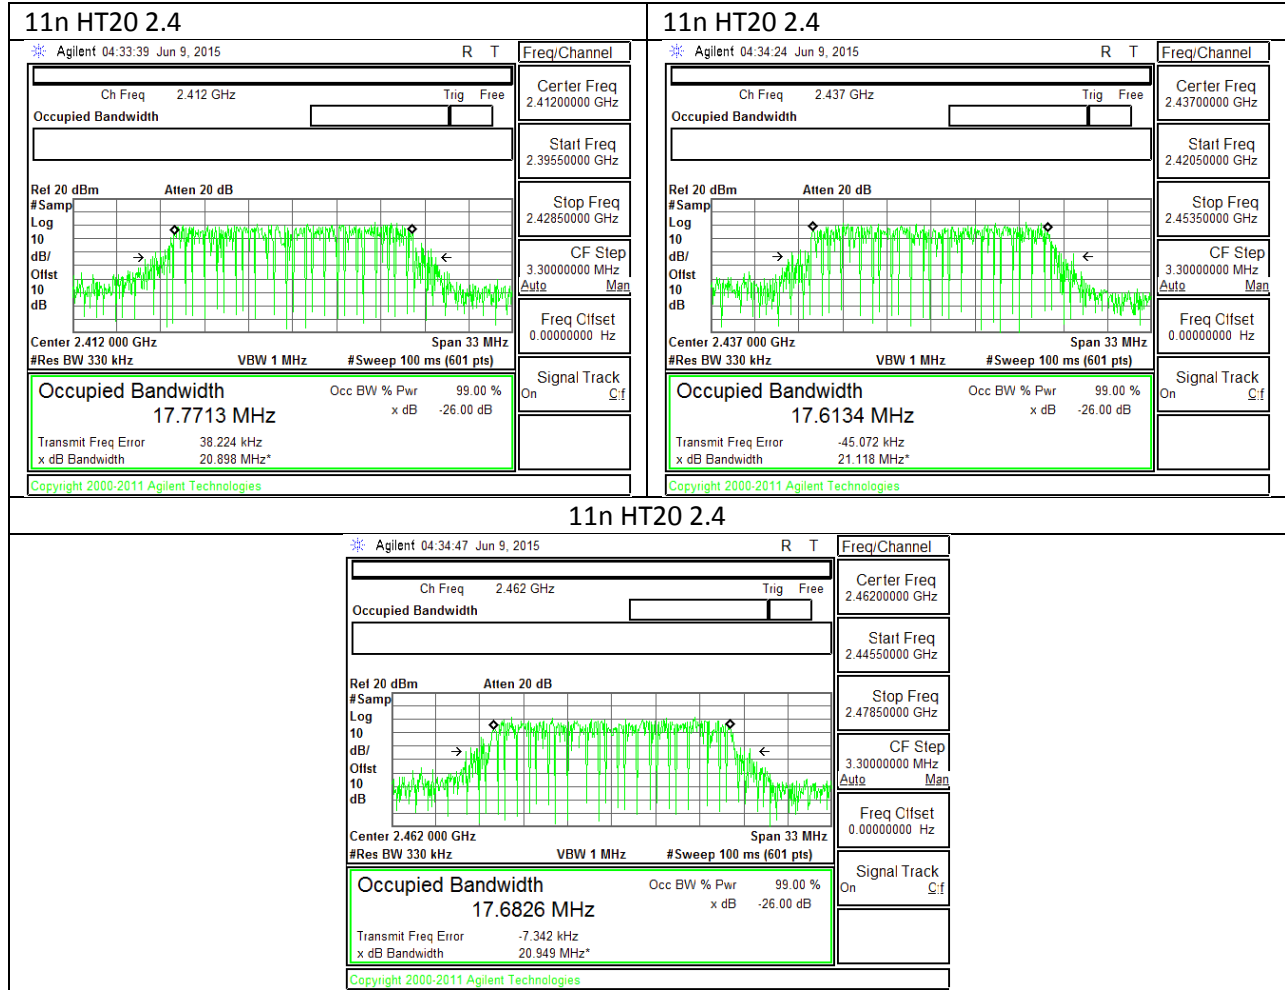 11n HT20 2.4
11n HT20 2.4
Agilent 04:33:39 Jun 9, 2015
R T
Freq/Channel
Ch Freq 2.412 GHz
Trig Free
Occupied Bandwidth
Center Freq
2.41200000 GHz
Start Freq
2.39550000 GHz
Stop Freq
2.42850000 GHz
CF Step
3.30000000 MHz
Auto Man
Freq Offset
0.00000000 Hz
Signal Track
On Off
Ref 20 dBm
Atten 20 dB
#Samp
Log
10
dB/
Offst
10
dB
Center 2.412 000 GHz
Span 33 MHz
#Res BW 330 kHz
VBW 1 MHz
#Sweep 100 ms (601 pts)
Occupied Bandwidth
17.7713 MHz
Occ BW % Pwr 99.00 %
x dB -26.00 dB
Transmit Freq Error 38.224 kHz
x dB Bandwidth 20.898 MHz*
Copyright 2000-2011 Agilent Technologies
Agilent 04:34:24 Jun 9, 2015
R T
Freq/Channel
Ch Freq 2.437 GHz
Trig Free
Occupied Bandwidth
Center Freq
2.43700000 GHz
Start Freq
2.42050000 GHz
Stop Freq
2.45350000 GHz
CF Step
3.30000000 MHz
Auto Man
Freq Offset
0.00000000 Hz
Signal Track
On Off
Ref 20 dBm
Atten 20 dB
#Samp
Log
10
dB/
Offst
10
dB
Center 2.437 000 GHz
Span 33 MHz
#Res BW 330 kHz
VBW 1 MHz
#Sweep 100 ms (601 pts)
Occupied Bandwidth
17.6134 MHz
Occ BW % Pwr 99.00 %
x dB -26.00 dB
Transmit Freq Error -45.072 kHz
x dB Bandwidth 21.118 MHz*
Copyright 2000-2011 Agilent Technologies
11n HT20 2.4
Agilent 04:34:47 Jun 9, 2015
R T
Freq/Channel
Ch Freq 2.462 GHz
Trig Free
Occupied Bandwidth
Center Freq
2.46200000 GHz
Start Freq
2.44550000 GHz
Stop Freq
2.47850000 GHz
CF Step
3.30000000 MHz
Auto Man
Freq Offset
0.00000000 Hz
Signal Track
On Off
Ref 20 dBm
Atten 20 dB
#Samp
Log
10
dB/
Offst
10
dB
Center 2.462 000 GHz
Span 33 MHz
#Res BW 330 kHz
VBW 1 MHz
#Sweep 100 ms (601 pts)
Occupied Bandwidth
17.6826 MHz
Occ BW % Pwr 99.00 %
x dB -26.00 dB
Transmit Freq Error -7.342 kHz
x dB Bandwidth 20.949 MHz*
Copyright 2000-2011 Agilent Technologies